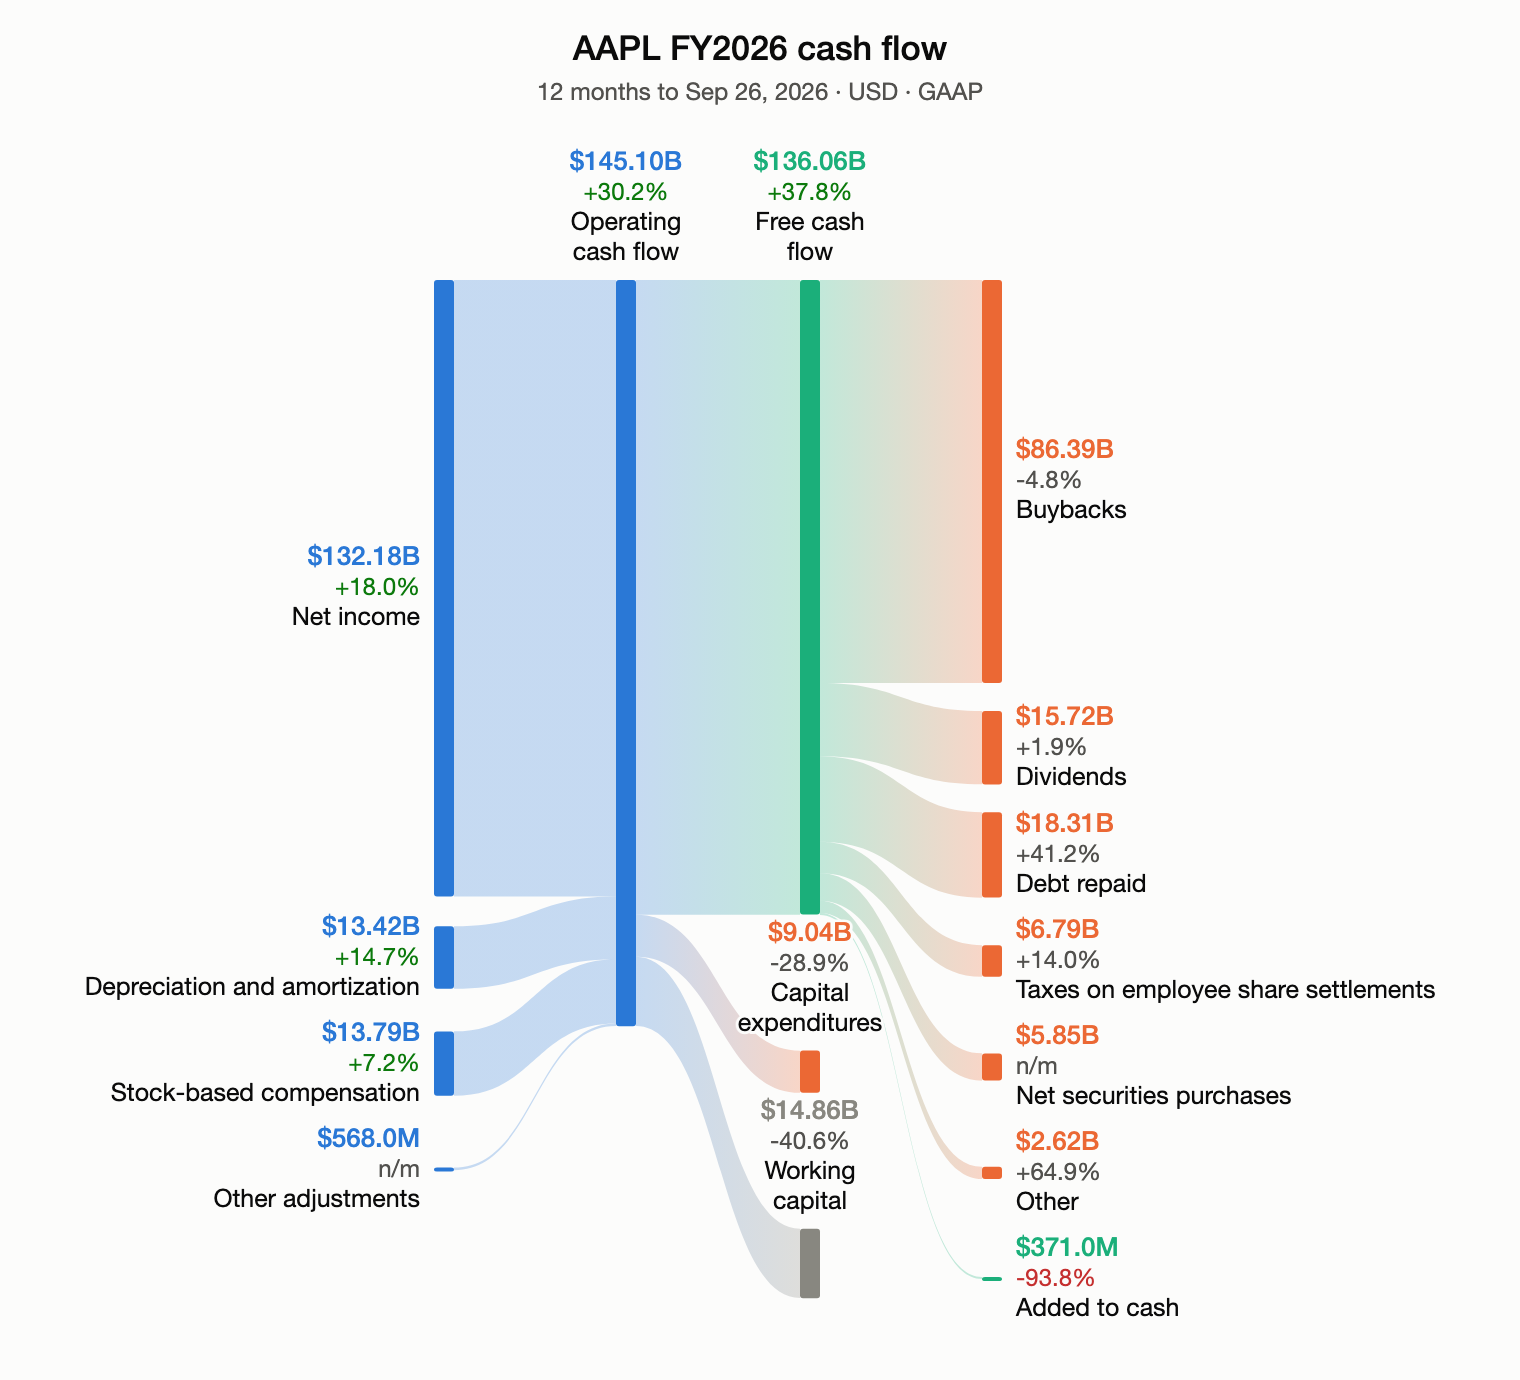 AAPL FY2026 cash flow
12 months to Sep 26, 2026 · USD · GAAP
$145.10B
+30.2%
Operating
cash flow
$136.06B
+37.8%
Free cash
flow
$132.18B
+18.0%
Net income
$13.42B
+14.7%
Depreciation and amortization
$13.79B
+7.2%
Stock-based compensation
$568.0M
n/m
Other adjustments
$9.04B
-28.9%
Capital
expenditures
$14.86B
-40.6%
Working
capital
$86.39B
-4.8%
Buybacks
$15.72B
+1.9%
Dividends
$18.31B
+41.2%
Debt repaid
$6.79B
+14.0%
Taxes on employee share settlements
$5.85B
n/m
Net securities purchases
$2.62B
+64.9%
Other
$371.0M
-93.8%
Added to cash